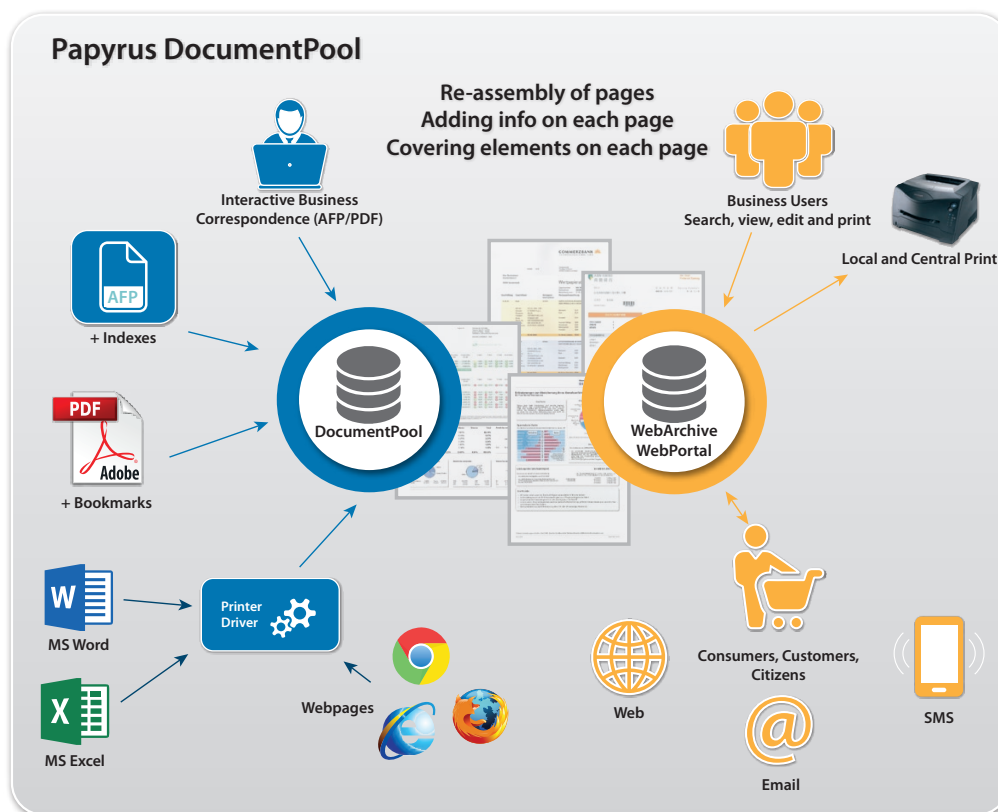 Papyrus DocumentPool
Re-assembly of pages
Adding info on each page
Covering elements on each page
Interactive Business
Correspondence (AFP/PDF)
Business Users
Search, view, edit and print
Local and Central Print
AFP
+ Indexes
COMMERZBANK
DocumentPool
WebArchive
WebPortal
PDF
Adobe
+ Bookmarks
W
MS Word
Printer
Driver
X
MS Excel
Webpages
Web
Consumers, Customers,
Citizens
@
Email
SMS